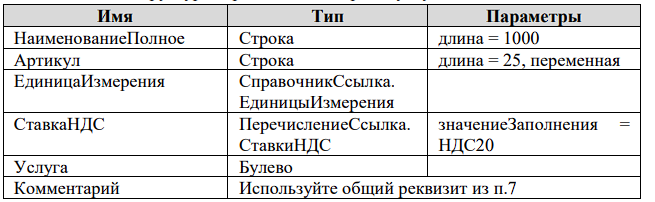 Имя Тип Параметры
НаименованиеПолное Строка длина = 1000
Артикул Строка длина = 25, переменная
ЕдиницаИзмерения СправочникСсылка.
ЕдиницыИзмерения
СтавкаНДС ПеречислениеСсылка. значениеЗаполнения =
СтавкиНДС НДС20
Услуга Булево
Комментарий Используйте общий реквизит из п.7